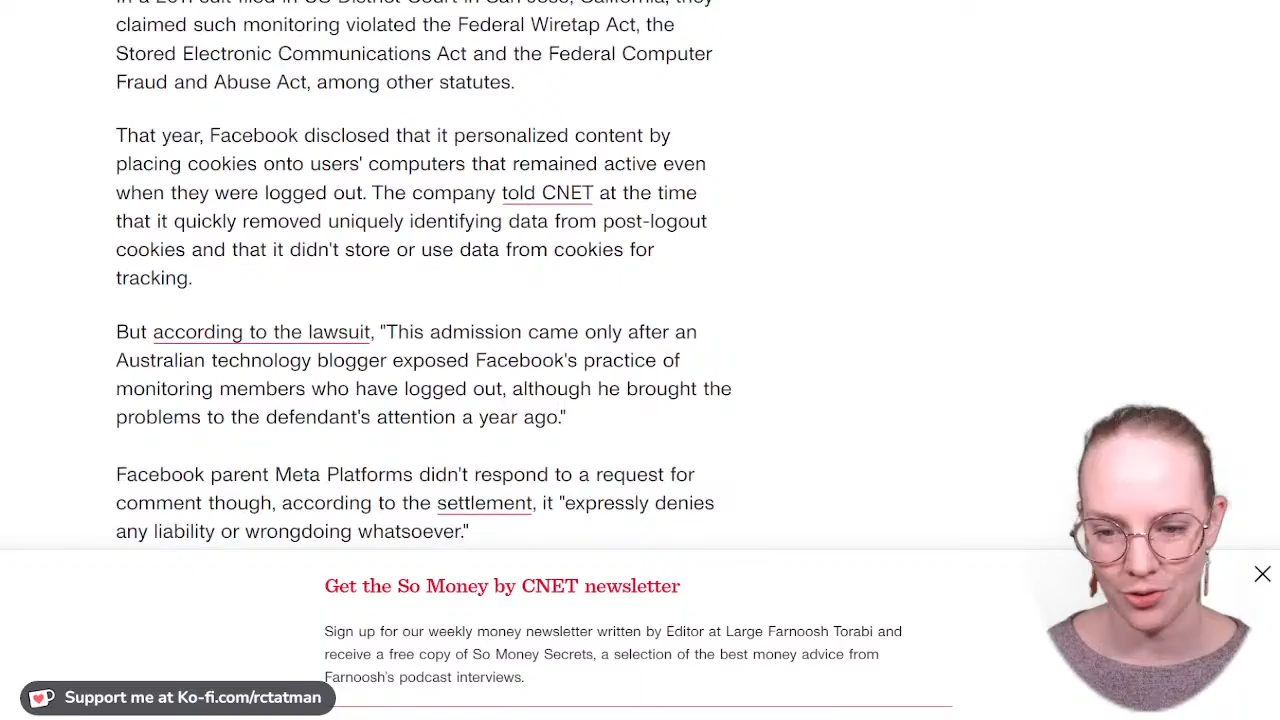 claimed such monitoring violated the Federal Wiretap Act, the
Stored Electronic Communications Act and the Federal Computer
Fraud and Abuse Act, among other statutes.
That year, Facebook disclosed that it personalized content by
placing cookies onto users' computers that remained active even
when they were logged out. The company told CNET at the time
that it quickly removed uniquely identifying data from post-logout
cookies and that it didn't store or use data from cookies for
tracking.
But according to the lawsuit, "This admission came only after an
Australian technology blogger exposed Facebook's practice of
monitoring members who have logged out, although he brought the
problems to the defendant's attention a year ago."
Facebook parent Meta Platforms didn't respond to a request for
comment though, according to the settlement, it "expressly denies
any liability or wrongdoing whatsoever."
Get the So Money by CNET newsletter
Sign up for our weekly money newsletter written by Editor at Large Farnoosh Torabi and
receive a free copy of So Money Secrets, a selection of the best money advice from
Farnoosh's podcast interviews.
Support me at Ko-fi.com/rctatman